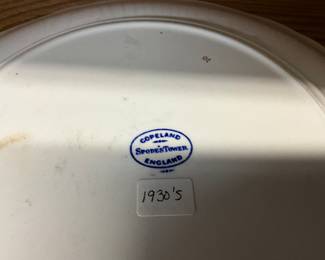 COPELAND
SPODE'S TOWER
ENGLAND
1930's